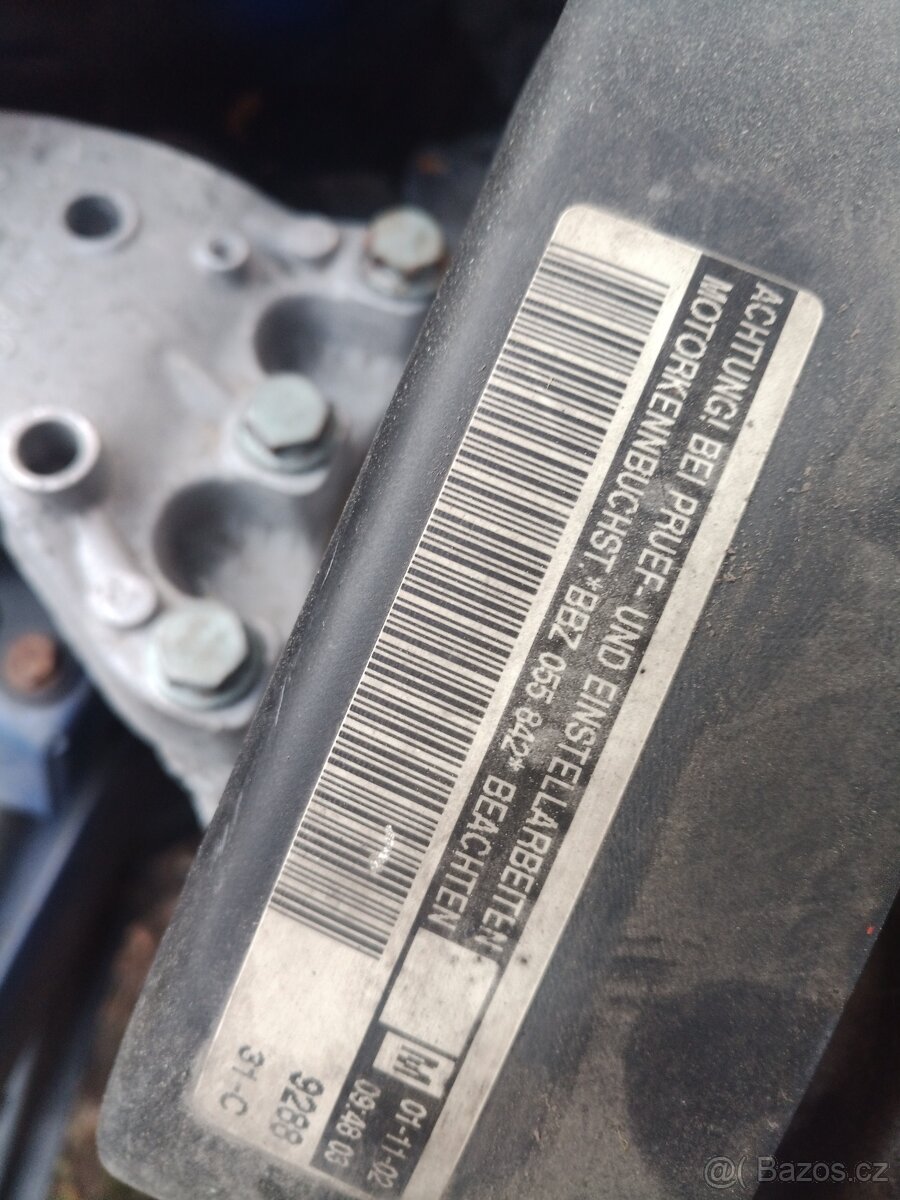 ACHTUNG! BEI PRUEF- UND EINSTELLARBEITEN
MOTORKENNBUCHST.*BBZ 055 842* BEACHTEN
M 01-11-02
09:48 03
9288
31-C
@( Bazos.cz